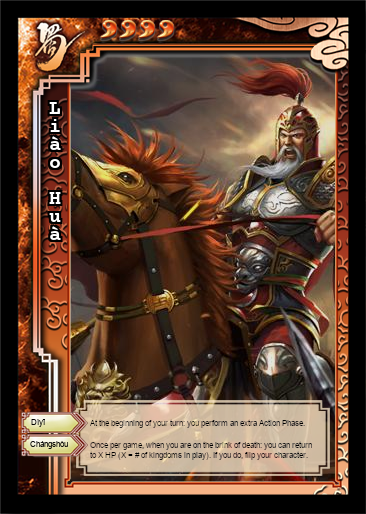 蜀
Liào Huà
Dīyī
At the beginning of your turn: you perform an extra Action Phase.
Chángshòu
Once per game, when you are on the brink of death: you can return
to X HP (X = # of kingdoms in play). If you do, flip your character.